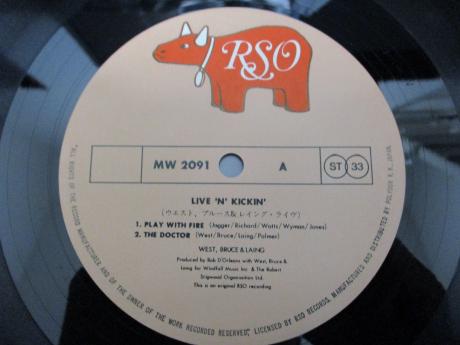 RSO
MW 2091
A
ST 33
LIVE 'N' KICKIN'
(ウエスト、ブルース& レイング・ライヴ)
1. PLAY WITH FIRE (Jagger/Richard/Watts/Wyman/Jones)
2. THE DOCTOR (West/Bruce/Laing/Palmer)
WEST, BRUCE & LAING
Produced by Bob D'Orleans with West, Bruce &
Laing for Windfall Music Inc. & The Robert
Stigwood Organisation Ltd.
This is an original RSO recording
"ALL RIGHTS OF THE RECORD MANUFACTURER AND OF THE OWNER OF THE WORK RECORDED RESERVED", LICENSED BY RSO RECORDS, MANUFACTURED AND DISTRIBUTED BY POLYDOR K.K., JAPAN.